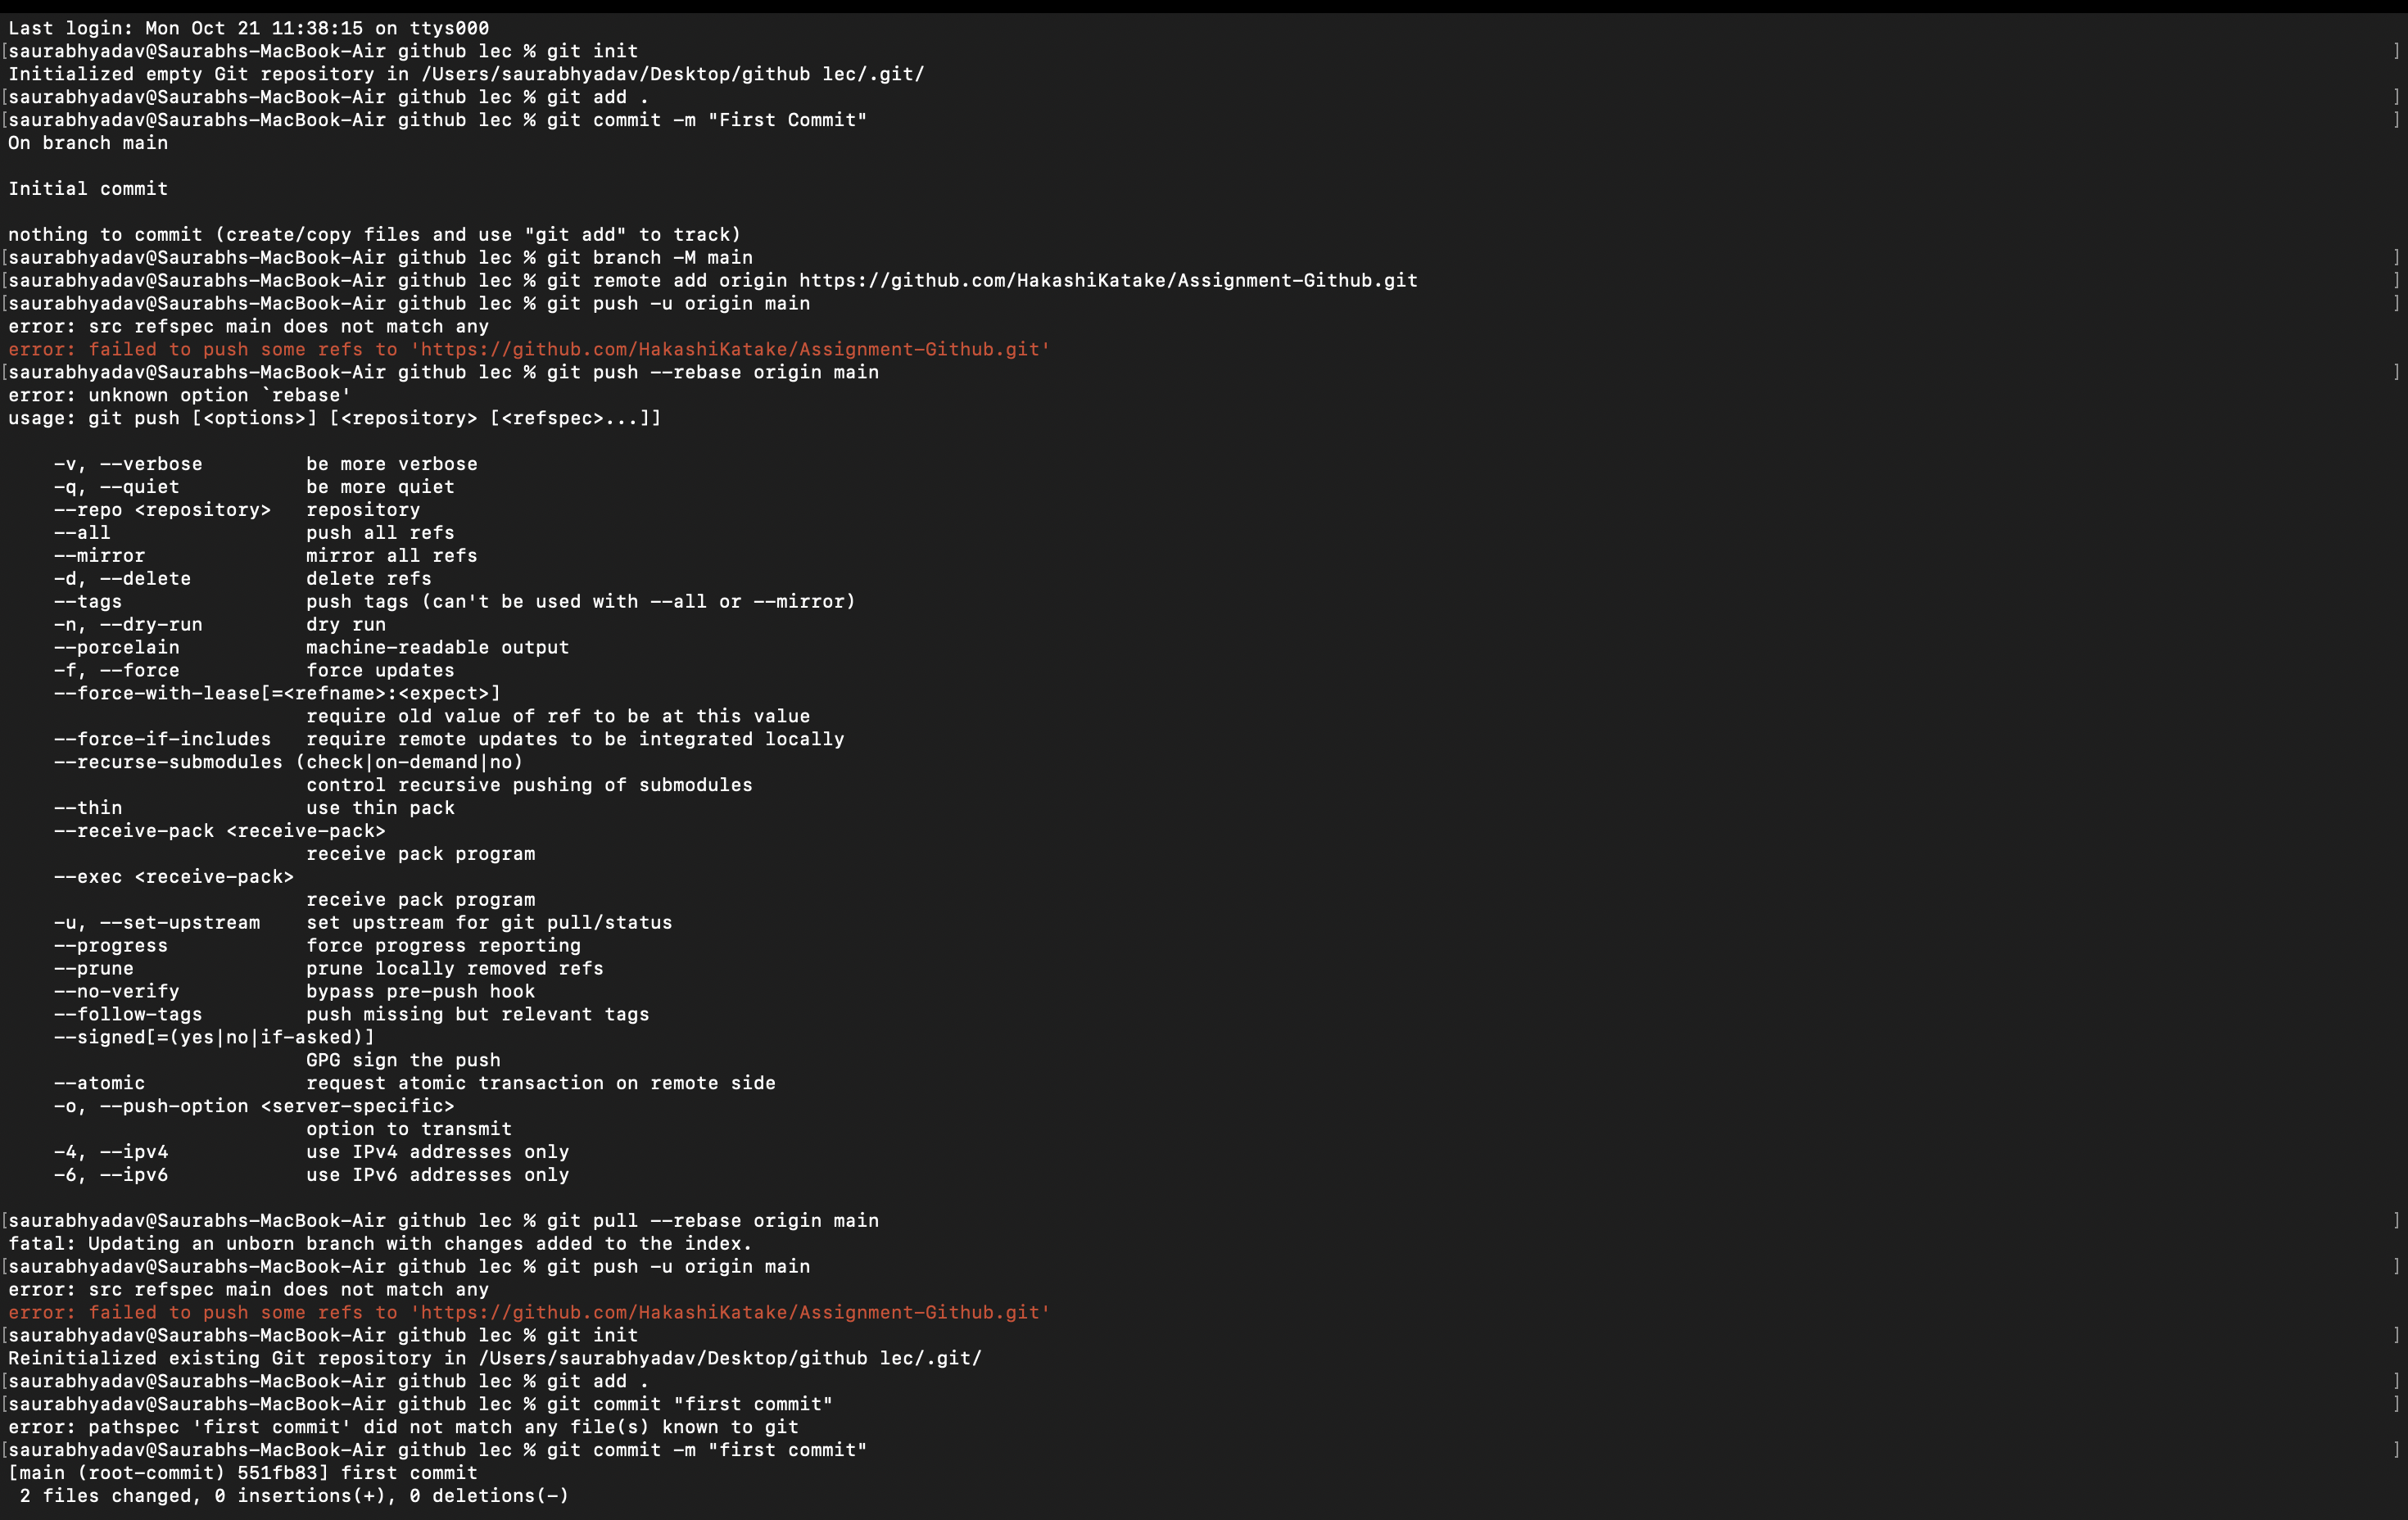 Last login: Mon Oct 21 11:38:15 on ttys000
[saurabhyadav@Saurabhs-MacBook-Air github lec % git init ]
Initialized empty Git repository in /Users/saurabhyadav/Desktop/github lec/.git/
[saurabhyadav@Saurabhs-MacBook-Air github lec % git add . ]
[saurabhyadav@Saurabhs-MacBook-Air github lec % git commit -m "First Commit" ]
On branch main

Initial commit

nothing to commit (create/copy files and use "git add" to track)
[saurabhyadav@Saurabhs-MacBook-Air github lec % git branch -M main ]
[saurabhyadav@Saurabhs-MacBook-Air github lec % git remote add origin https://github.com/HakashiKatake/Assignment-Github.git ]
[saurabhyadav@Saurabhs-MacBook-Air github lec % git push -u origin main ]
error: src refspec main does not match any
error: failed to push some refs to 'https://github.com/HakashiKatake/Assignment-Github.git'
[saurabhyadav@Saurabhs-MacBook-Air github lec % git push --rebase origin main ]
error: unknown option `rebase'
usage: git push [<options>] [<repository> [<refspec>...]]

    -v, --verbose         be more verbose
    -q, --quiet           be more quiet
    --repo <repository>   repository
    --all                 push all refs
    --mirror              mirror all refs
    -d, --delete          delete refs
    --tags                push tags (can't be used with --all or --mirror)
    -n, --dry-run         dry run
    --porcelain           machine-readable output
    -f, --force           force updates
    --force-with-lease[=<refname>:<expect>]
                          require old value of ref to be at this value
    --force-if-includes   require remote updates to be integrated locally
    --recurse-submodules (check|on-demand|no)
                          control recursive pushing of submodules
    --thin                use thin pack
    --receive-pack <receive-pack>
                          receive pack program
    --exec <receive-pack>
                          receive pack program
    -u, --set-upstream    set upstream for git pull/status
    --progress            force progress reporting
    --prune               prune locally removed refs
    --no-verify           bypass pre-push hook
    --follow-tags         push missing but relevant tags
    --signed[=(yes|no|if-asked)]
                          GPG sign the push
    --atomic              request atomic transaction on remote side
    -o, --push-option <server-specific>
                          option to transmit
    -4, --ipv4            use IPv4 addresses only
    -6, --ipv6            use IPv6 addresses only

[saurabhyadav@Saurabhs-MacBook-Air github lec % git pull --rebase origin main ]
fatal: Updating an unborn branch with changes added to the index.
[saurabhyadav@Saurabhs-MacBook-Air github lec % git push -u origin main ]
error: src refspec main does not match any
error: failed to push some refs to 'https://github.com/HakashiKatake/Assignment-Github.git'
[saurabhyadav@Saurabhs-MacBook-Air github lec % git init ]
Reinitialized existing Git repository in /Users/saurabhyadav/Desktop/github lec/.git/
[saurabhyadav@Saurabhs-MacBook-Air github lec % git add . ]
[saurabhyadav@Saurabhs-MacBook-Air github lec % git commit "first commit" ]
error: pathspec 'first commit' did not match any file(s) known to git
[saurabhyadav@Saurabhs-MacBook-Air github lec % git commit -m "first commit" ]
[main (root-commit) 551fb83] first commit
 2 files changed, 0 insertions(+), 0 deletions(-)